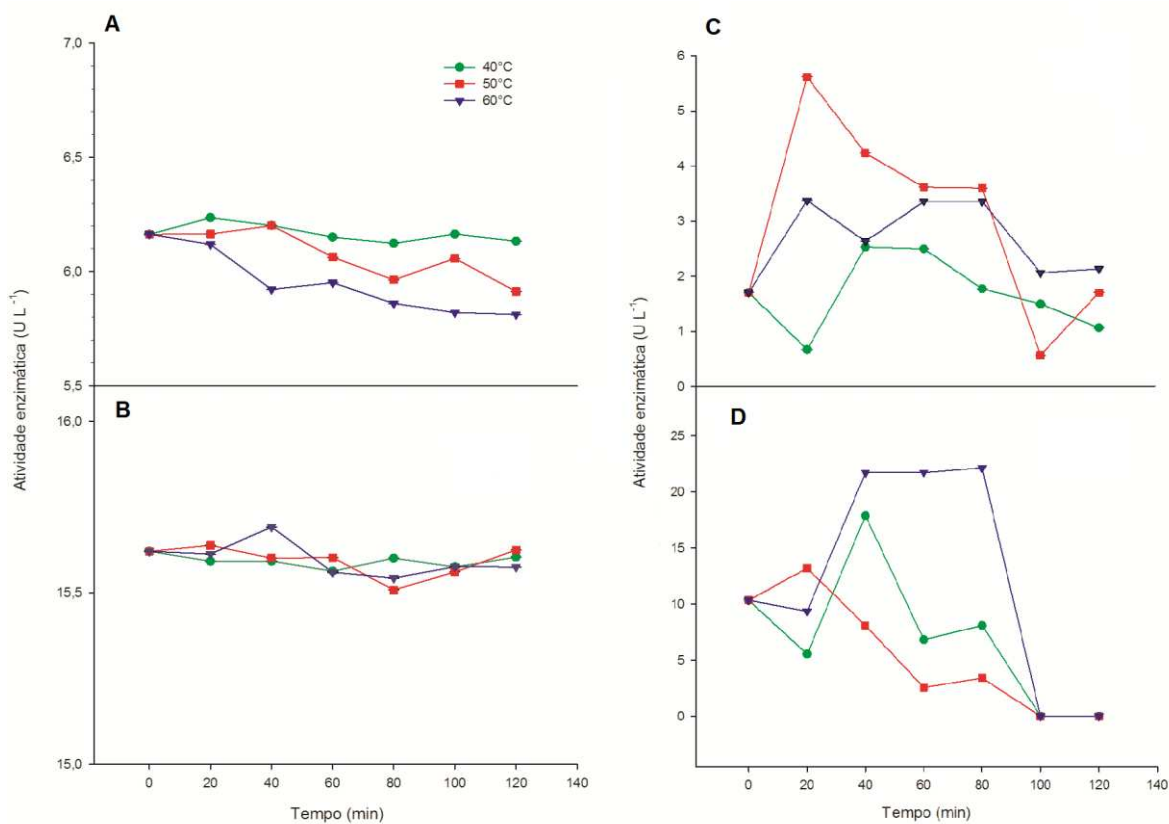 A
7,0
6,5
6,0
5,5
40°C
50°C
60°C
B
16,0
15,5
15,0
0 20 40 60 80 100 120 140
Tempo (min)
Atividade enzimática (U L⁻¹)
C
6
5
4
3
2
1
0
D
25
20
15
10
5
0
0 20 40 60 80 100 120 140
Tempo (min)
Atividade enzimática (U L⁻¹)